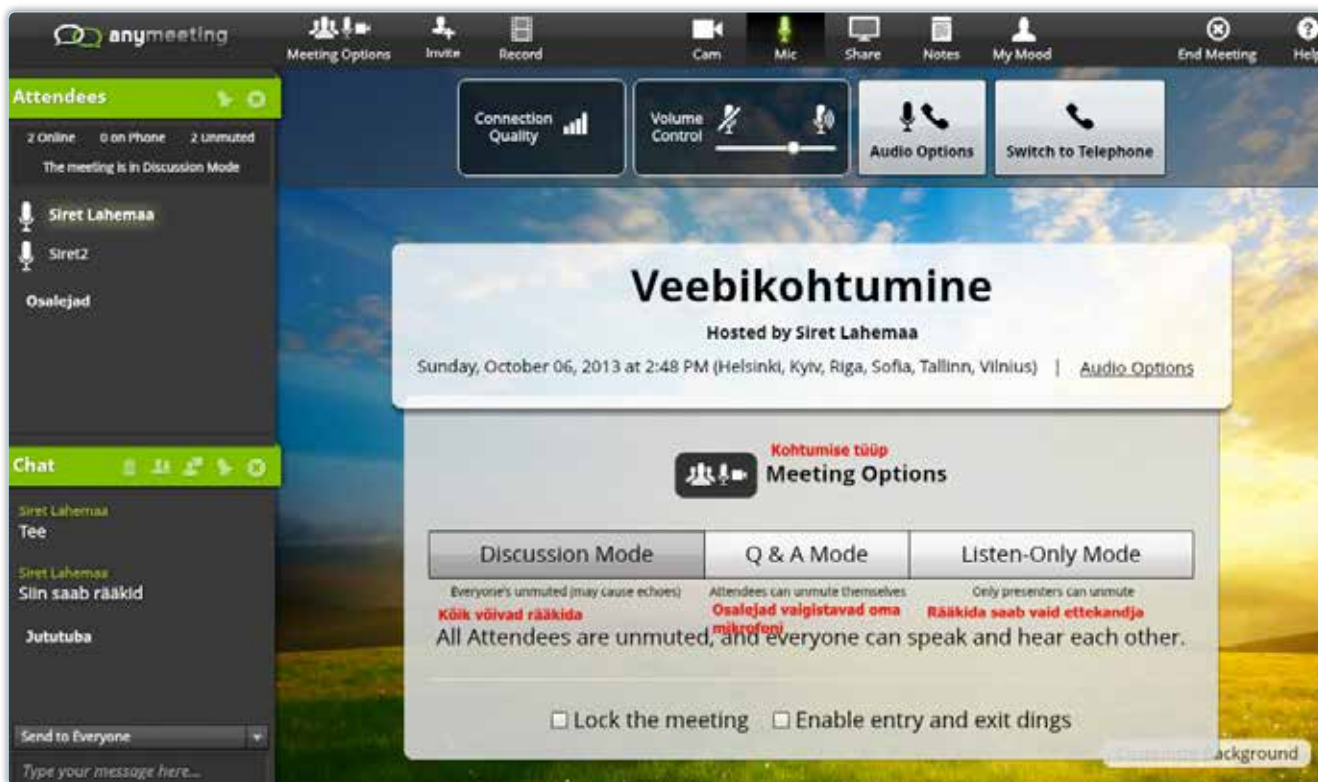 anymeeting
Meeting Options
Invite
Record
Cam
Mic
Share
Notes
My Mood
End Meeting
Help
Attendees
2 Online 0 on Phone 2 Unmuted
The meeting is in Discussion Mode
Siret Lahemaa
Siret2
Osalejad
Chat
Siret Lahemaa
Tee
Siret Lahemaa
Siin saab rääkid
Jututuba
Send to Everyone
Type your message here...
Connection
Quality
Volume
Control
Audio Options
Switch to Telephone
Veebikohtumine
Hosted by Siret Lahemaa
Sunday, October 06, 2013 at 2:48 PM (Helsinki, Kyiv, Riga, Sofia, Tallinn, Vilnius) | Audio Options
Kohtumise tüüp
Meeting Options
Discussion Mode
Everyone's unmuted (may cause echoes)
Kõik võivad rääkida
Q & A Mode
Attendees can unmute themselves
Osalejad vaigistavad oma
mikrofoni
Listen-Only Mode
Only presenters can unmute
Rääkida saab vaid ettekandja
All Attendees are unmuted, and everyone can speak and hear each other.
Lock the meeting
Enable entry and exit dings
Background